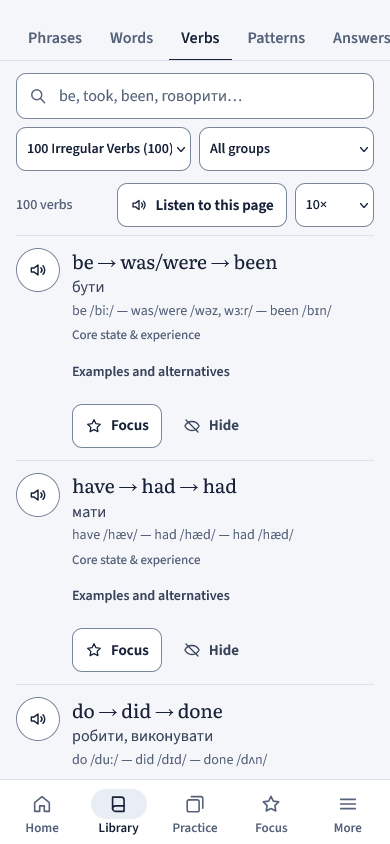 Phrases Words Verbs Patterns Answers
be, took, been, говорити…
100 Irregular Verbs (100) All groups
100 verbs Listen to this page 10×
be → was/were → been
бути
be /biː/ — was/were /wəz, wɜːr/ — been /bɪn/
Core state & experience
Examples and alternatives
Focus Hide
have → had → had
мати
have /hæv/ — had /hæd/ — had /hæd/
Core state & experience
Examples and alternatives
Focus Hide
do → did → done
робити, виконувати
do /duː/ — did /dɪd/ — done /dʌn/
Home Library Practice Focus More